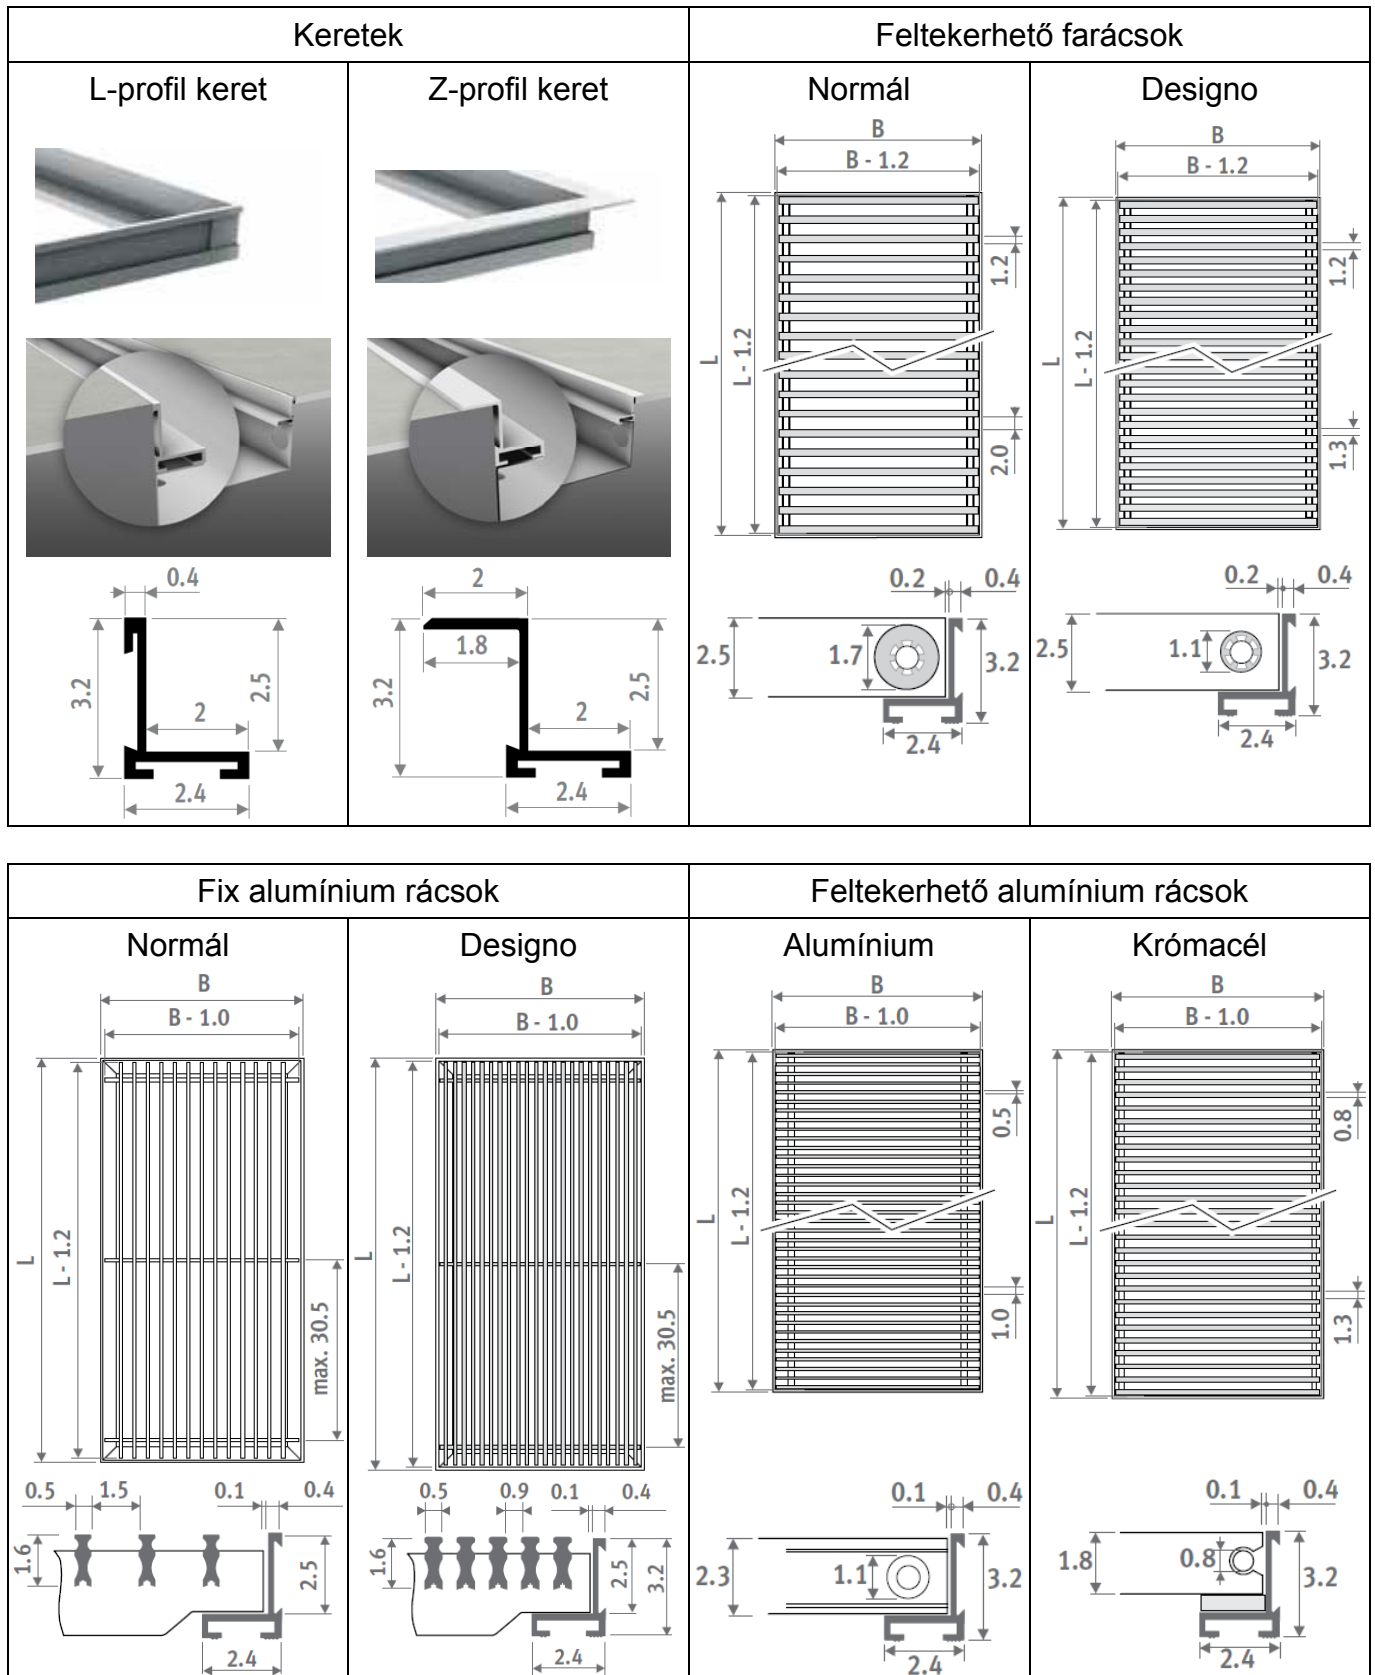 Keretek
Feltekerhető farácsok
L-profil keret
Z-profil keret
Normál
Designo
0.4
3.2
2.5
2
2.4
2
1.8
3.2
2.5
2
2.4
B
B - 1.2
L
L - 1.2
1.2
2.0
0.2
0.4
2.5
1.7
3.2
2.4
B
B - 1.2
L
L - 1.2
1.2
1.3
0.2
0.4
2.5
1.1
3.2
2.4
Fix alumínium rácsok
Feltekerhető alumínium rácsok
Normál
Designo
Alumínium
Krómacél
B
B - 1.0
L
L - 1.2
max. 30.5
0.5
1.5
0.1
0.4
1.6
2.5
2.4
B
B - 1.0
L
L - 1.2
max. 30.5
0.5
0.9
0.1
0.4
1.6
2.5
3.2
2.4
B
B - 1.0
L
L - 1.2
0.5
1.0
0.1
0.4
2.3
1.1
3.2
2.4
B
B - 1.0
L
L - 1.2
0.8
1.3
0.1
0.4
1.8
0.8
3.2
2.4